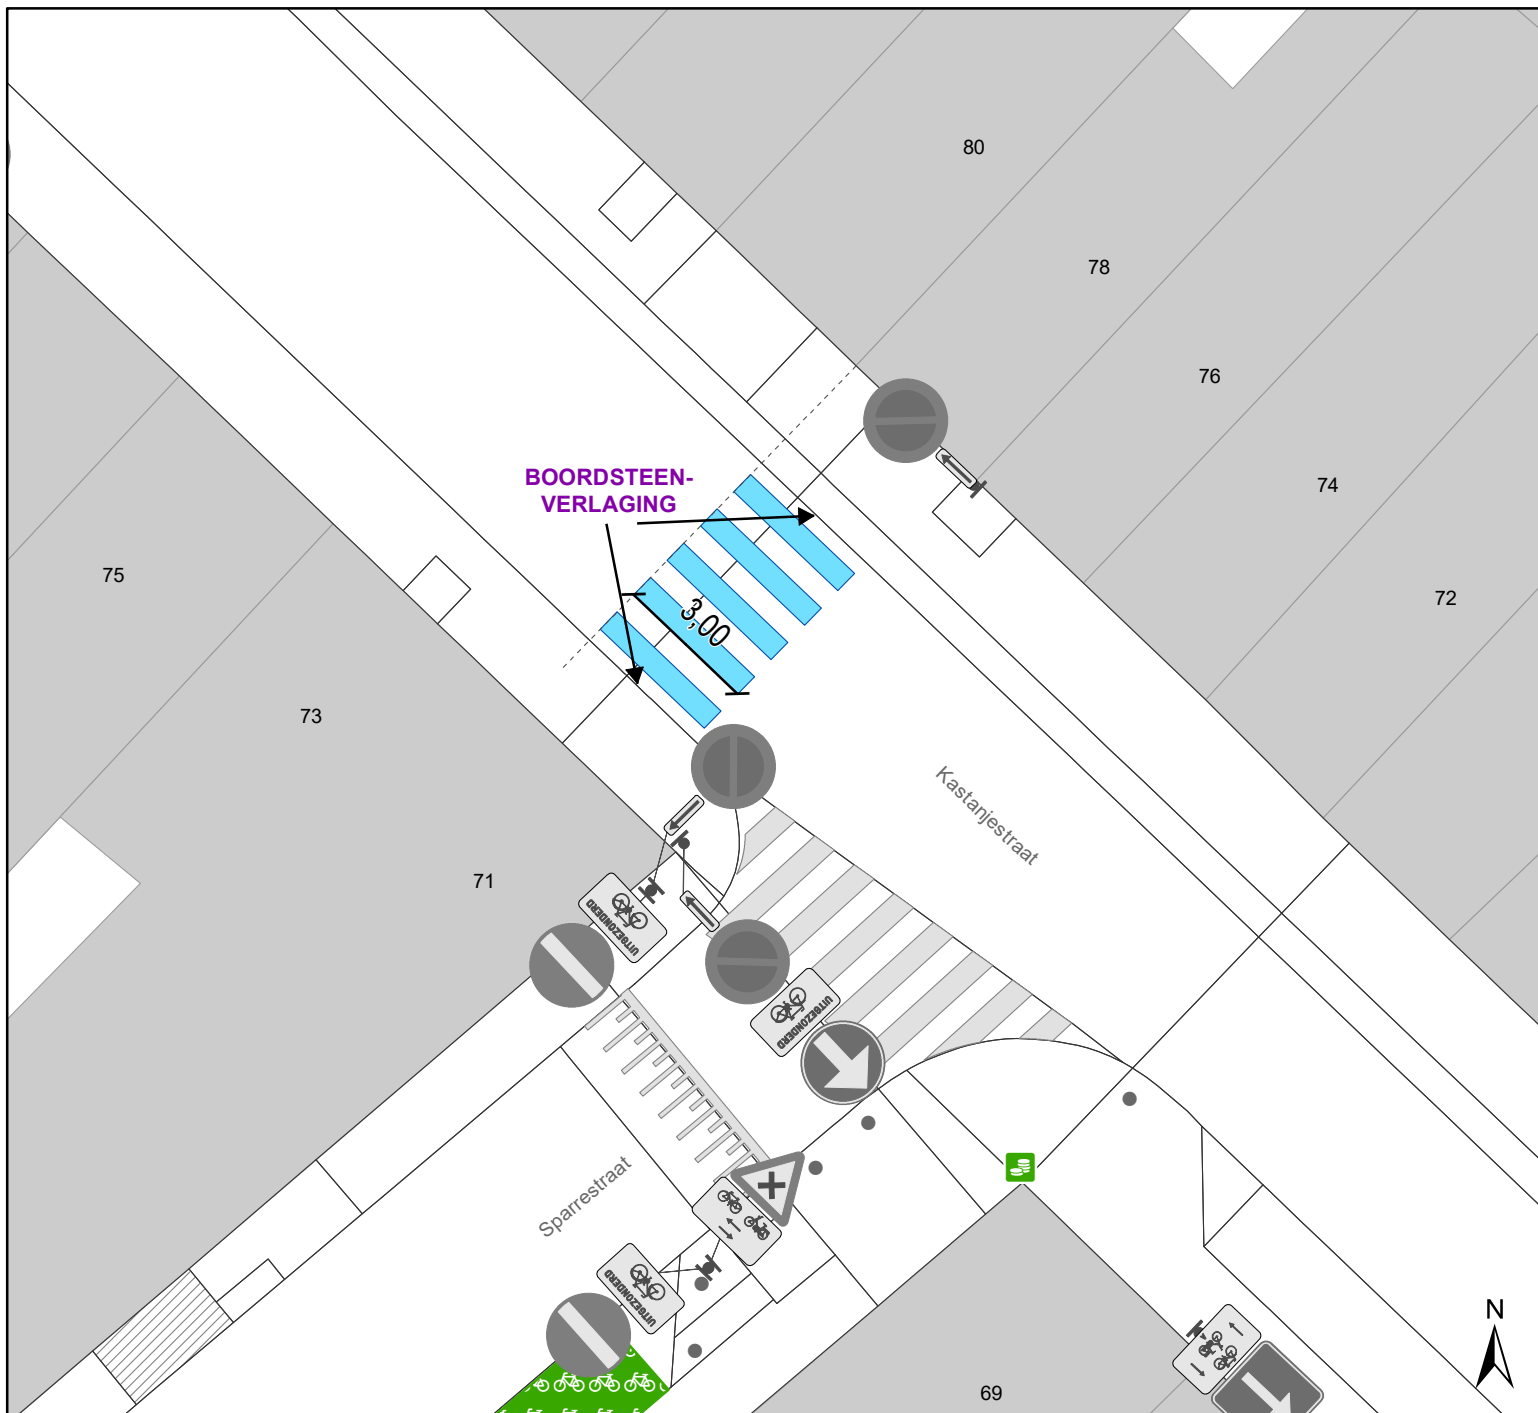 80
78
76
74
72
BOORDSTEEN-
VERLAGING
75
3,00
73
Kastanjestraat
71
UITGEZONDERD
UITGEZONDERD
Sparrestraat
UITGEZONDERD
N
69